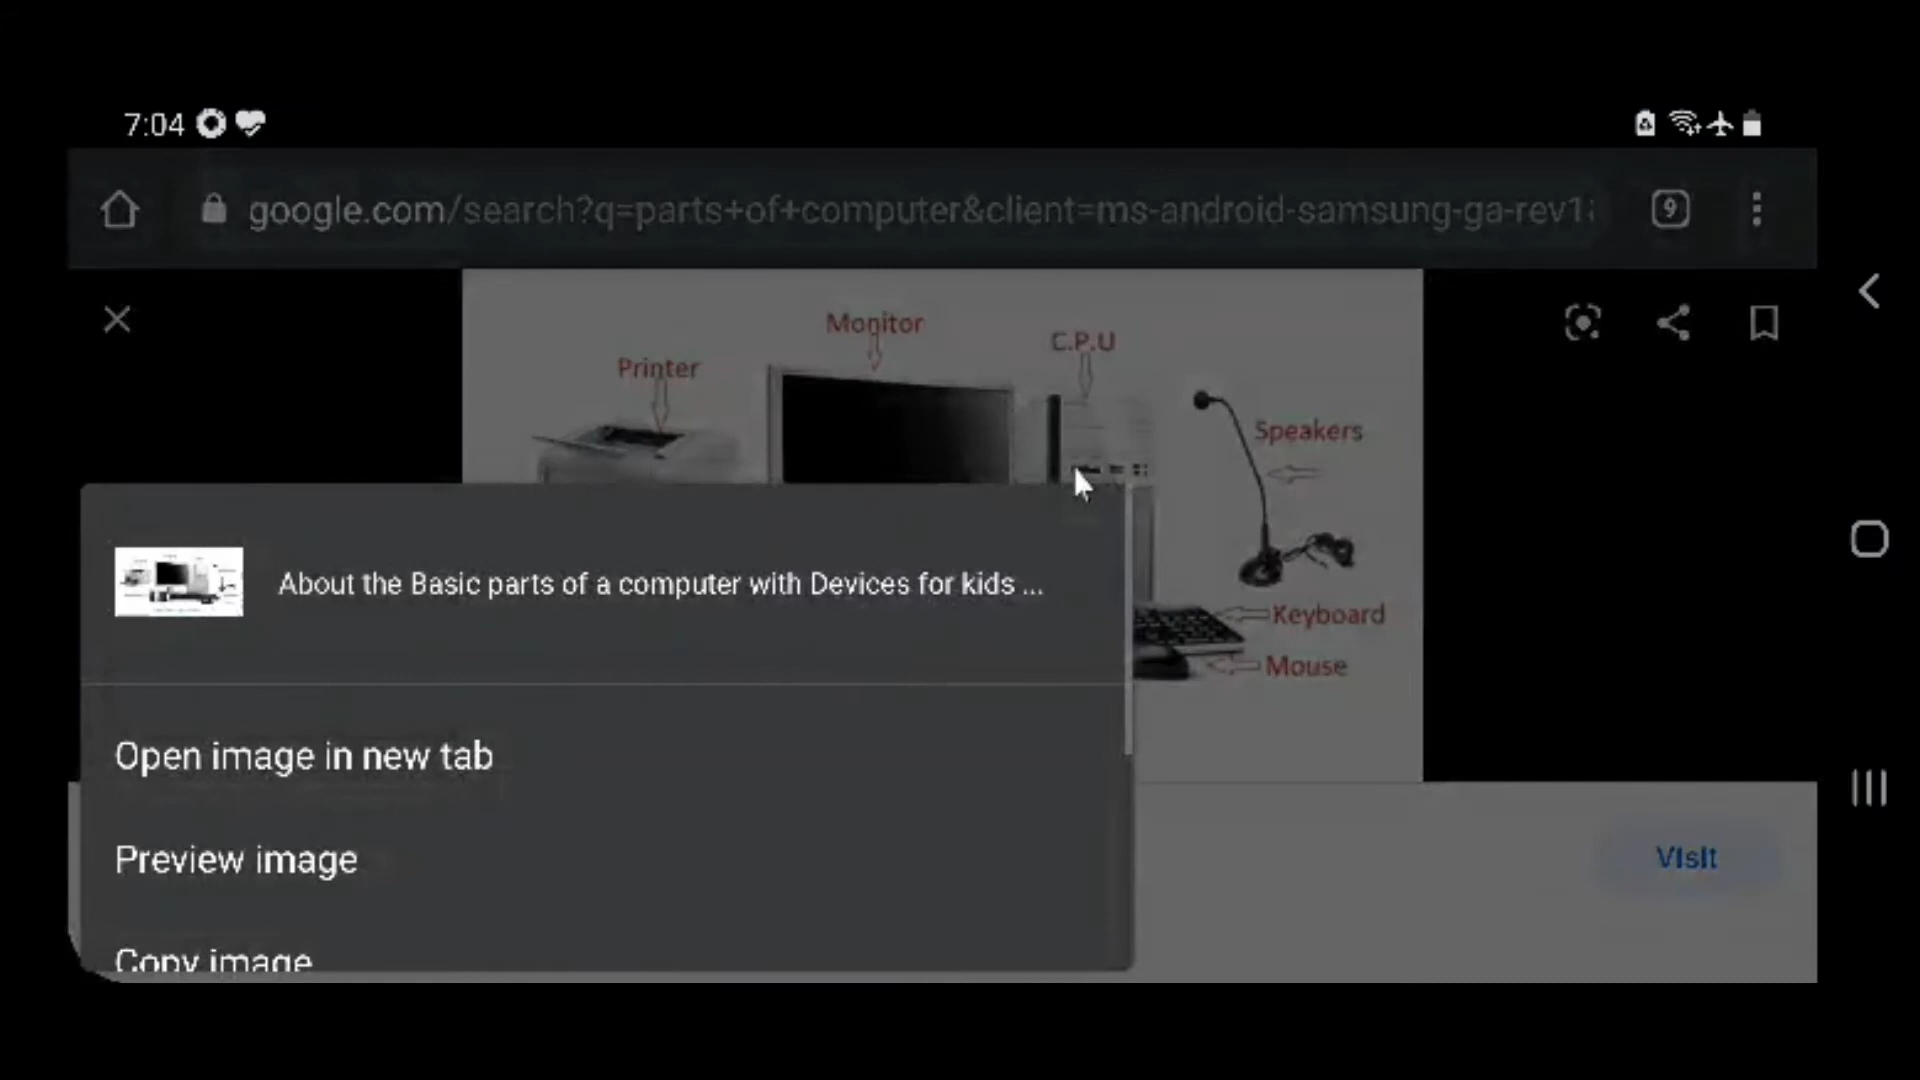 7:04
google.com/search?q=parts+of+computer&client=ms-android-samsung-ga-rev1
9
Monitor
C.P.U
Printer
Speakers
About the Basic parts of a computer with Devices for kids ...
Keyboard
Mouse
Open image in new tab
Preview image
Visit
Copy image